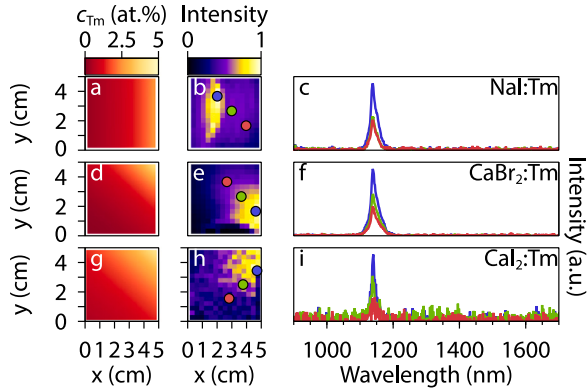 c_Tm (at.%) Intensity
0 2.5 5 0 1
a b c NaI:Tm
y (cm) 0 2 4
d e f CaBr₂:Tm
y (cm) 0 2 4
g h i CaI₂:Tm
y (cm) 0 2 4
Intensity (a.u.)
0 1 2 3 4 5 0 1 2 3 4 5 1000 1200 1400 1600
x (cm) x (cm) Wavelength (nm)